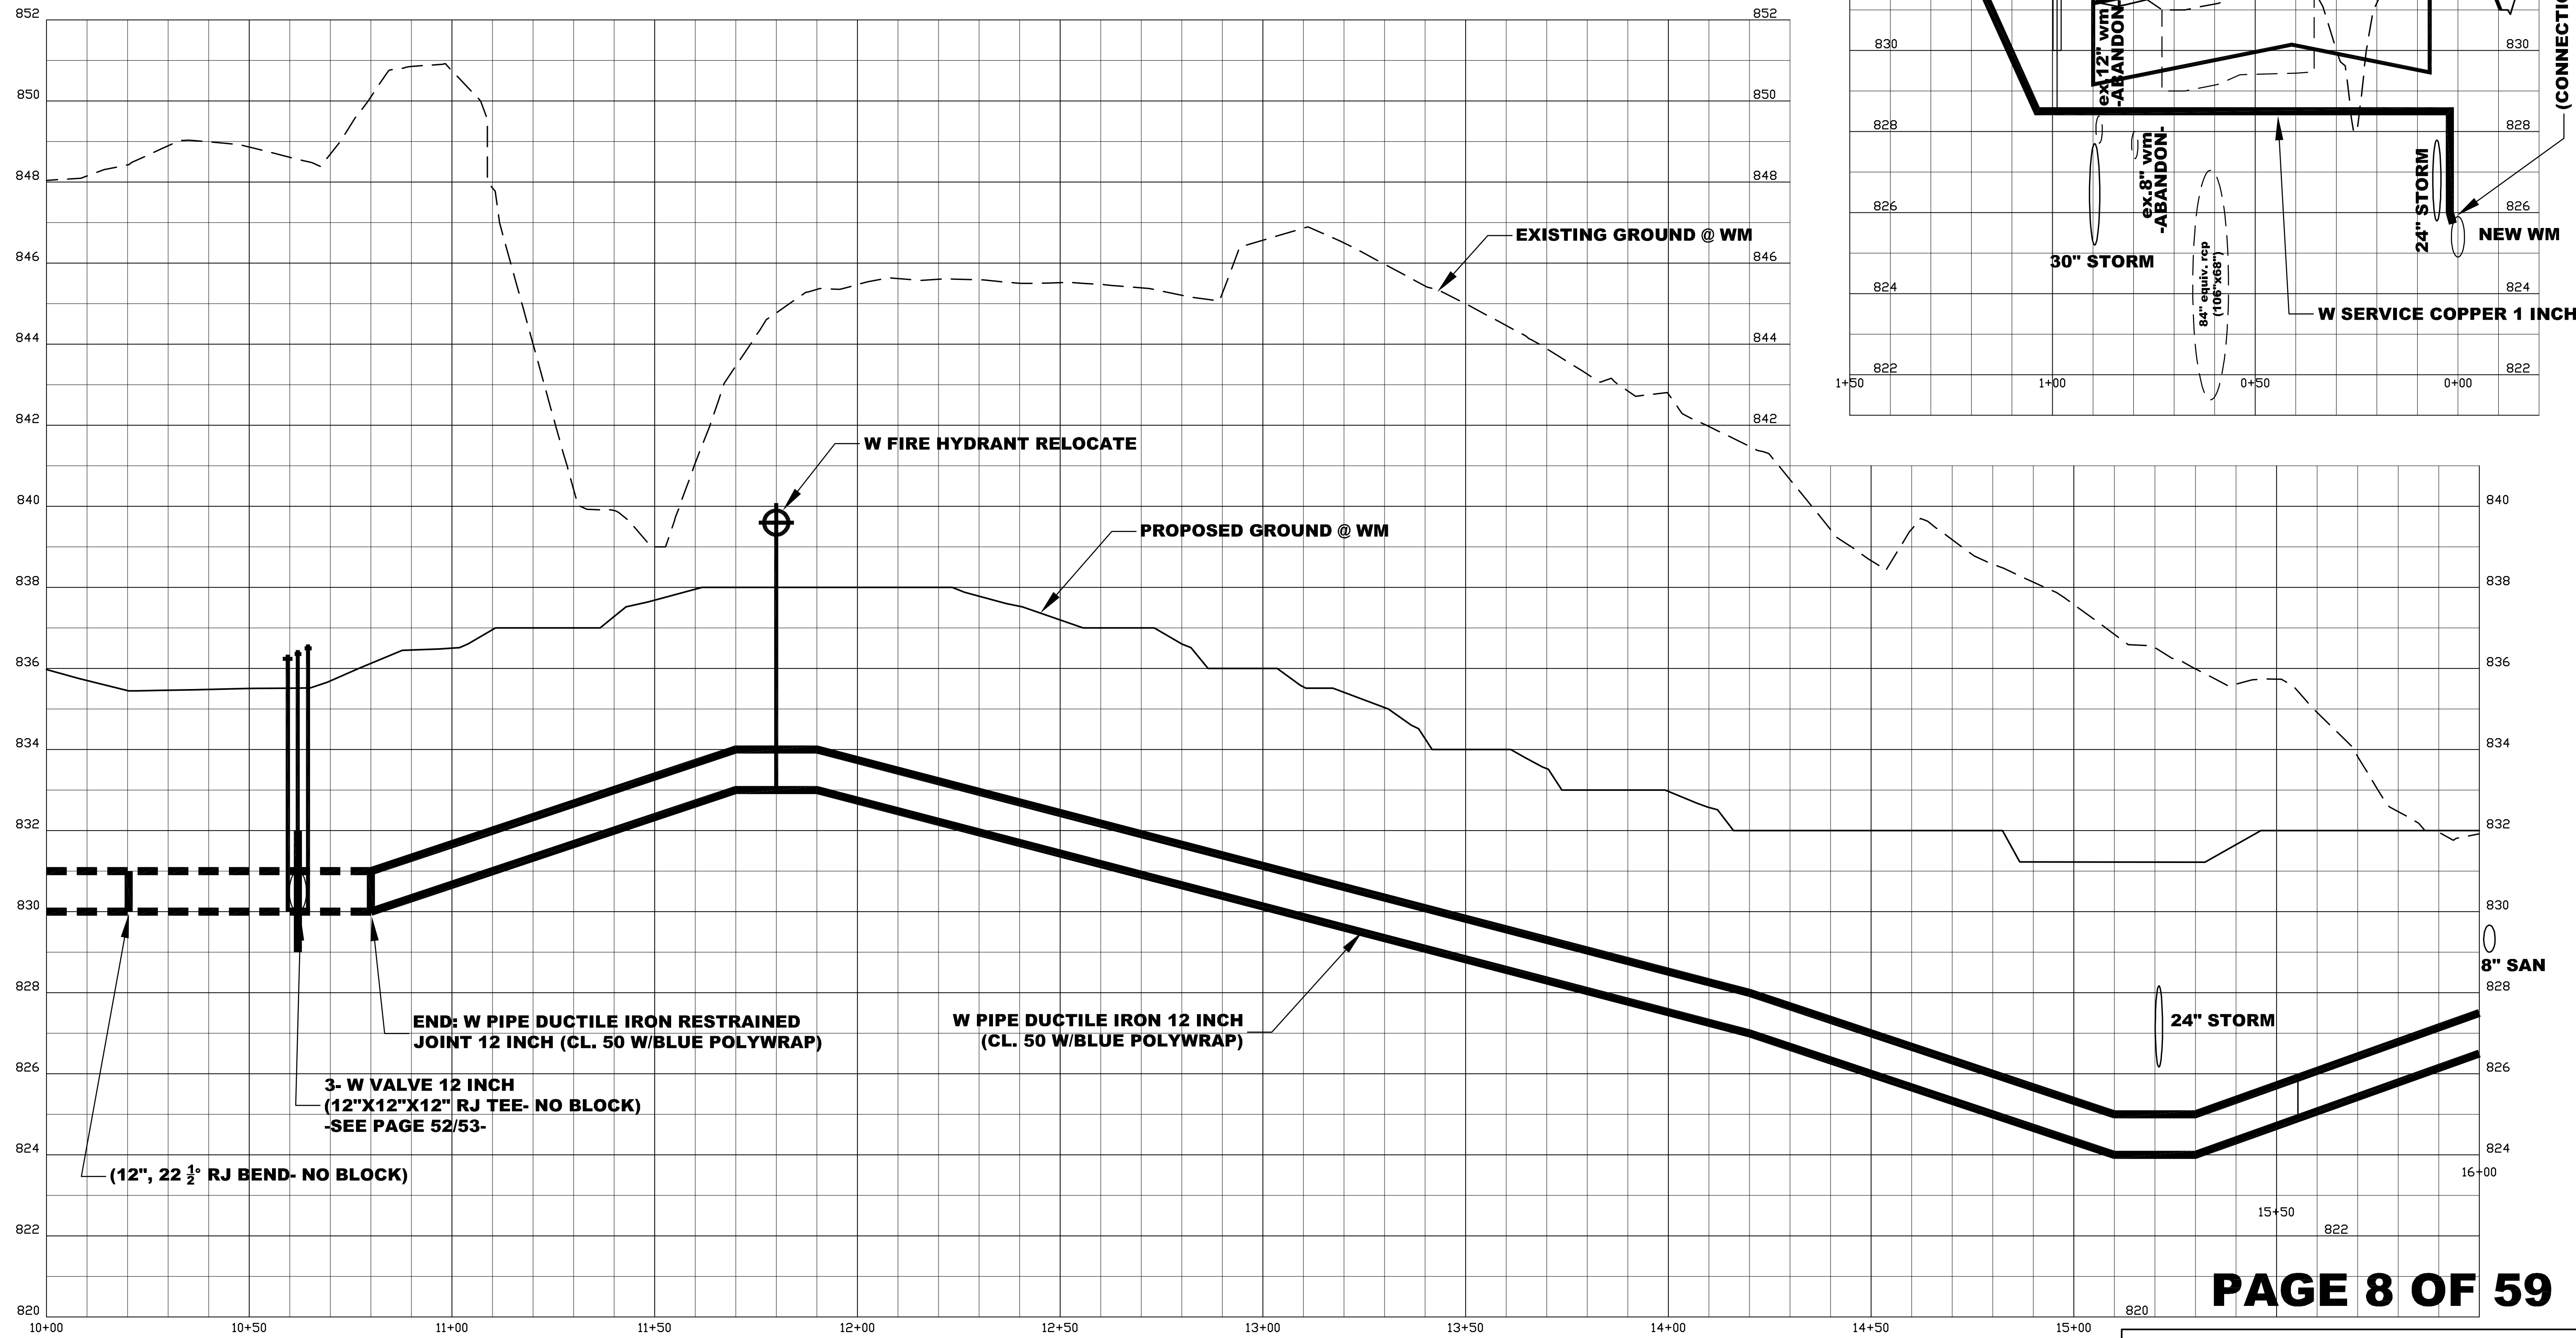 852
850
848
846
844
842
840
838
836
834
832
830
828
826
824
822
820
852
850
848
846
844
842
EXISTING GROUND @ WM
W FIRE HYDRANT RELOCATE
PROPOSED GROUND @ WM
END: W PIPE DUCTILE IRON RESTRAINED
JOINT 12 INCH (CL. 50 W/BLUE POLYWRAP)
3- W VALVE 12 INCH
(12"X12"X12" RJ TEE- NO BLOCK)
-SEE PAGE 52/53-
(12", 22 ½° RJ BEND- NO BLOCK)
W PIPE DUCTILE IRON 12 INCH
(CL. 50 W/BLUE POLYWRAP)
24" STORM
8" SAN
840
838
836
834
832
830
828
826
824
16+00
15+50
822
820
10+00
10+50
11+00
11+50
12+00
12+50
13+00
13+50
14+00
14+50
15+00
830
828
826
824
822
830
828
826
824
822
ex.12" wm
-ABANDON-
ex.8" wm
-ABANDON-
30" STORM
84" equiv. rcp
(106"x68")
24" STORM
NEW WM
W SERVICE COPPER 1 INCH
1+50
1+00
0+50
0+00
PAGE 8 OF 59